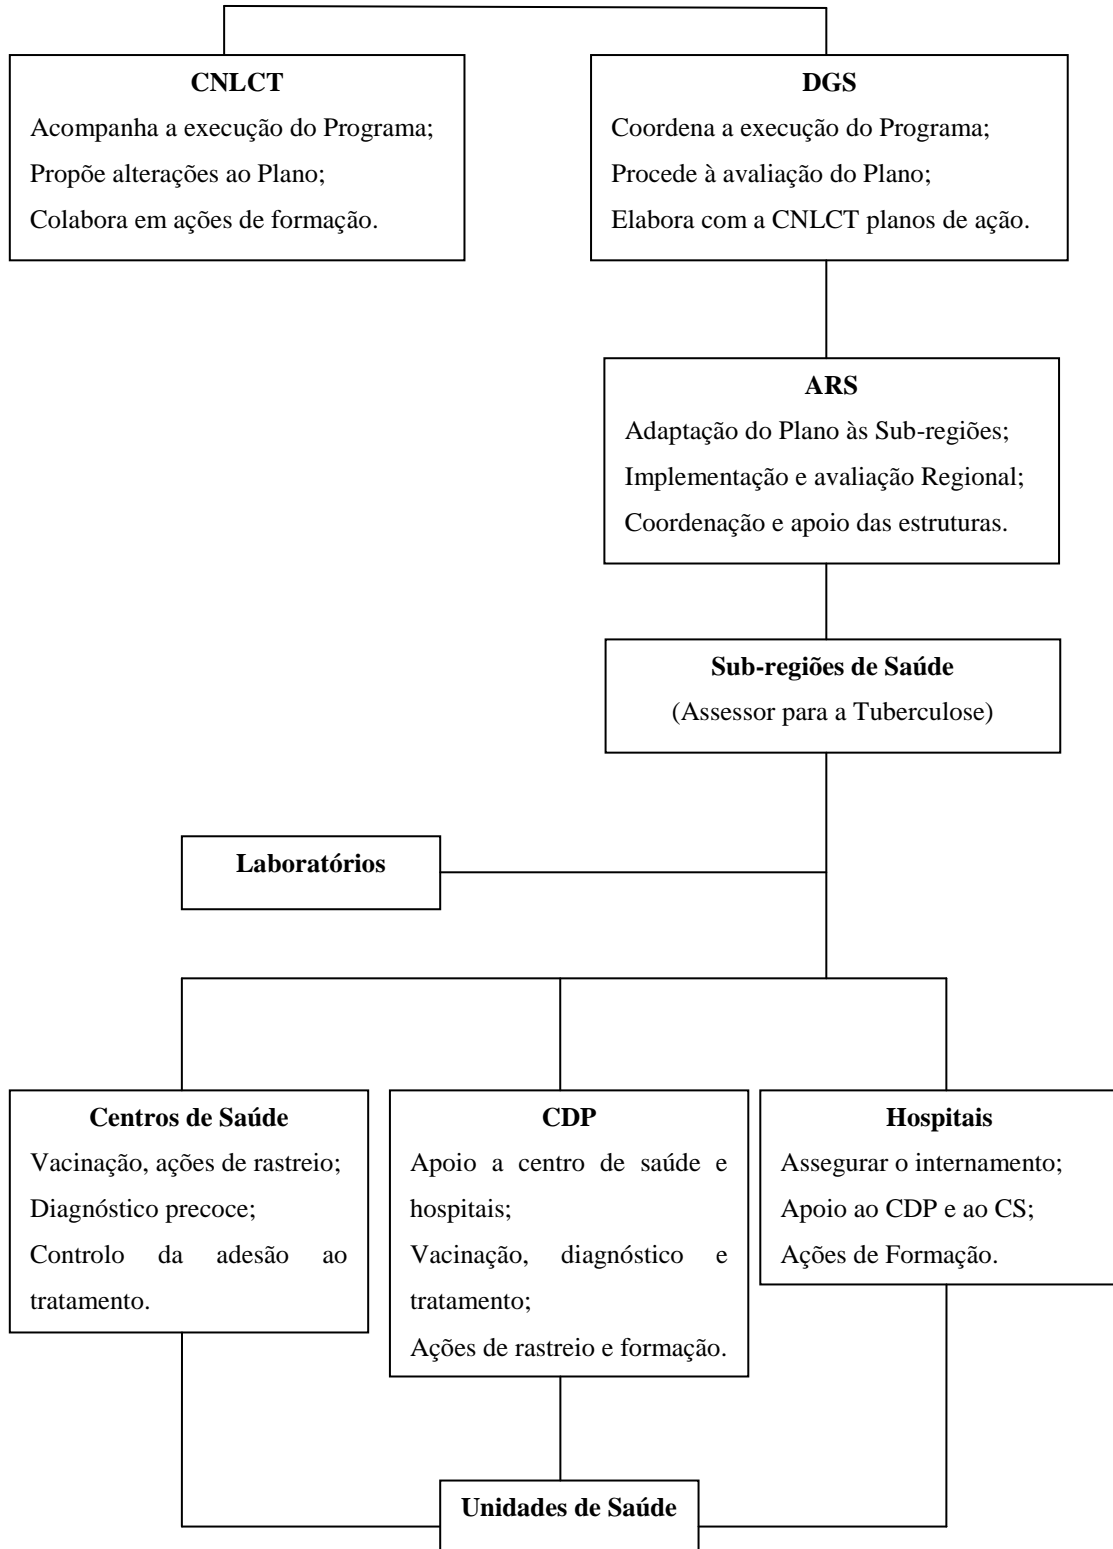 CNLCT
Acompanha a execução do Programa;
Propõe alterações ao Plano;
Colabora em ações de formação.
DGS
Coordena a execução do Programa;
Procede à avaliação do Plano;
Elabora com a CNLCT planos de ação.
ARS
Adaptação do Plano às Sub-regiões;
Implementação e avaliação Regional;
Coordenação e apoio das estruturas.
Sub-regiões de Saúde
(Assessor para a Tuberculose)
Laboratórios
Centros de Saúde
Vacinação, ações de rastreio;
Diagnóstico precoce;
Controlo da adesão ao
tratamento.
CDP
Apoio a centro de saúde e
hospitais;
Vacinação, diagnóstico e
tratamento;
Ações de rastreio e formação.
Hospitais
Assegurar o internamento;
Apoio ao CDP e ao CS;
Ações de Formação.
Unidades de Saúde